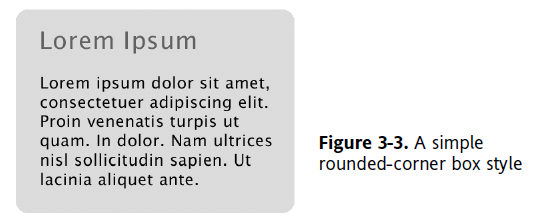 Lorem Ipsum
Lorem ipsum dolor sit amet,
consectetuer adipiscing elit.
Proin venenatis turpis ut
quam. In dolor. Nam ultrices
nisl sollicitudin sapien. Ut
lacinia aliquet ante.
Figure 3-3. A simple
rounded-corner box style